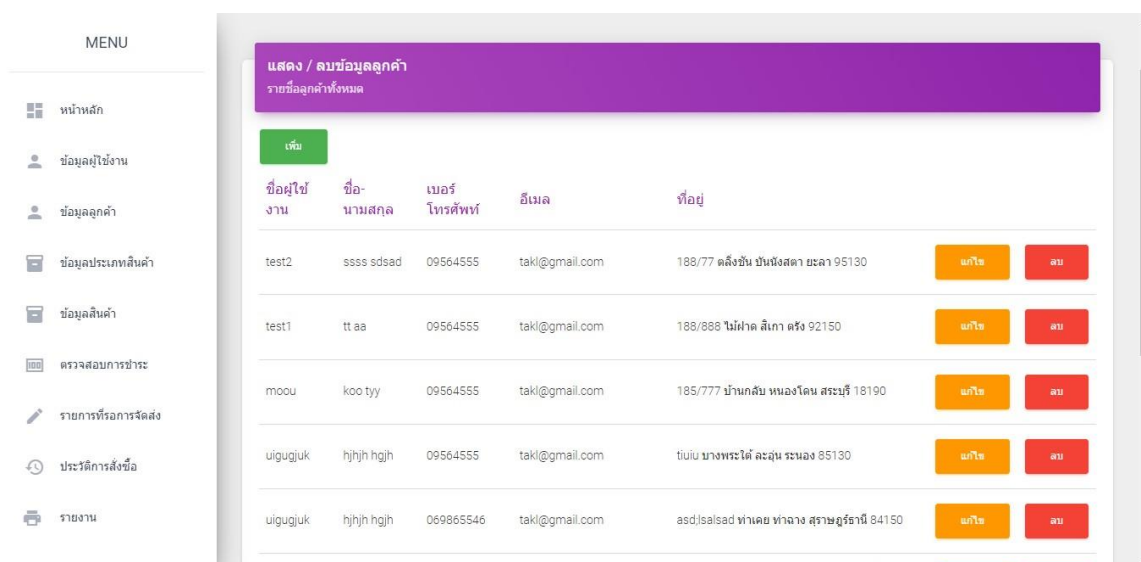 MENU
หน้าหลัก
ข้อมูลผู้ใช้งาน
ข้อมูลลูกค้า
ข้อมูลประเภทสินค้า
ข้อมูลสินค้า
ตรวจสอบการชำระ
รายการที่รอการจัดส่ง
ประวัติการสั่งซื้อ
รายงาน
แสดง / ลบข้อมูลลูกค้า
รายชื่อลูกค้าทั้งหมด
เพิ่ม
ชื่อผู้ใช้งาน ชื่อ-นามสกุล เบอร์โทรศัพท์ อีเมล ที่อยู่
test2 ssss sdsad 09564555 takl@gmail.com 188/77 ตลิ่งชัน บันนังสตา ยะลา 95130 แก้ไข ลบ
test1 tt aa 09564555 takl@gmail.com 188/888 ไม้ฝาด สิเกา ตรัง 92150 แก้ไข ลบ
moou koo tyy 09564555 takl@gmail.com 185/777 บ้านกลับ หนองโดน สระบุรี 18190 แก้ไข ลบ
uigugjuk hjhjh hgjh 09564555 takl@gmail.com tiuiu บางพระใต้ ละอุ่น ระนอง 85130 แก้ไข ลบ
uigugjuk hjhjh hgjh 069865546 takl@gmail.com asd;lsalsad ท่าเคย ท่าฉาง สุราษฎร์ธานี 84150 แก้ไข ลบ